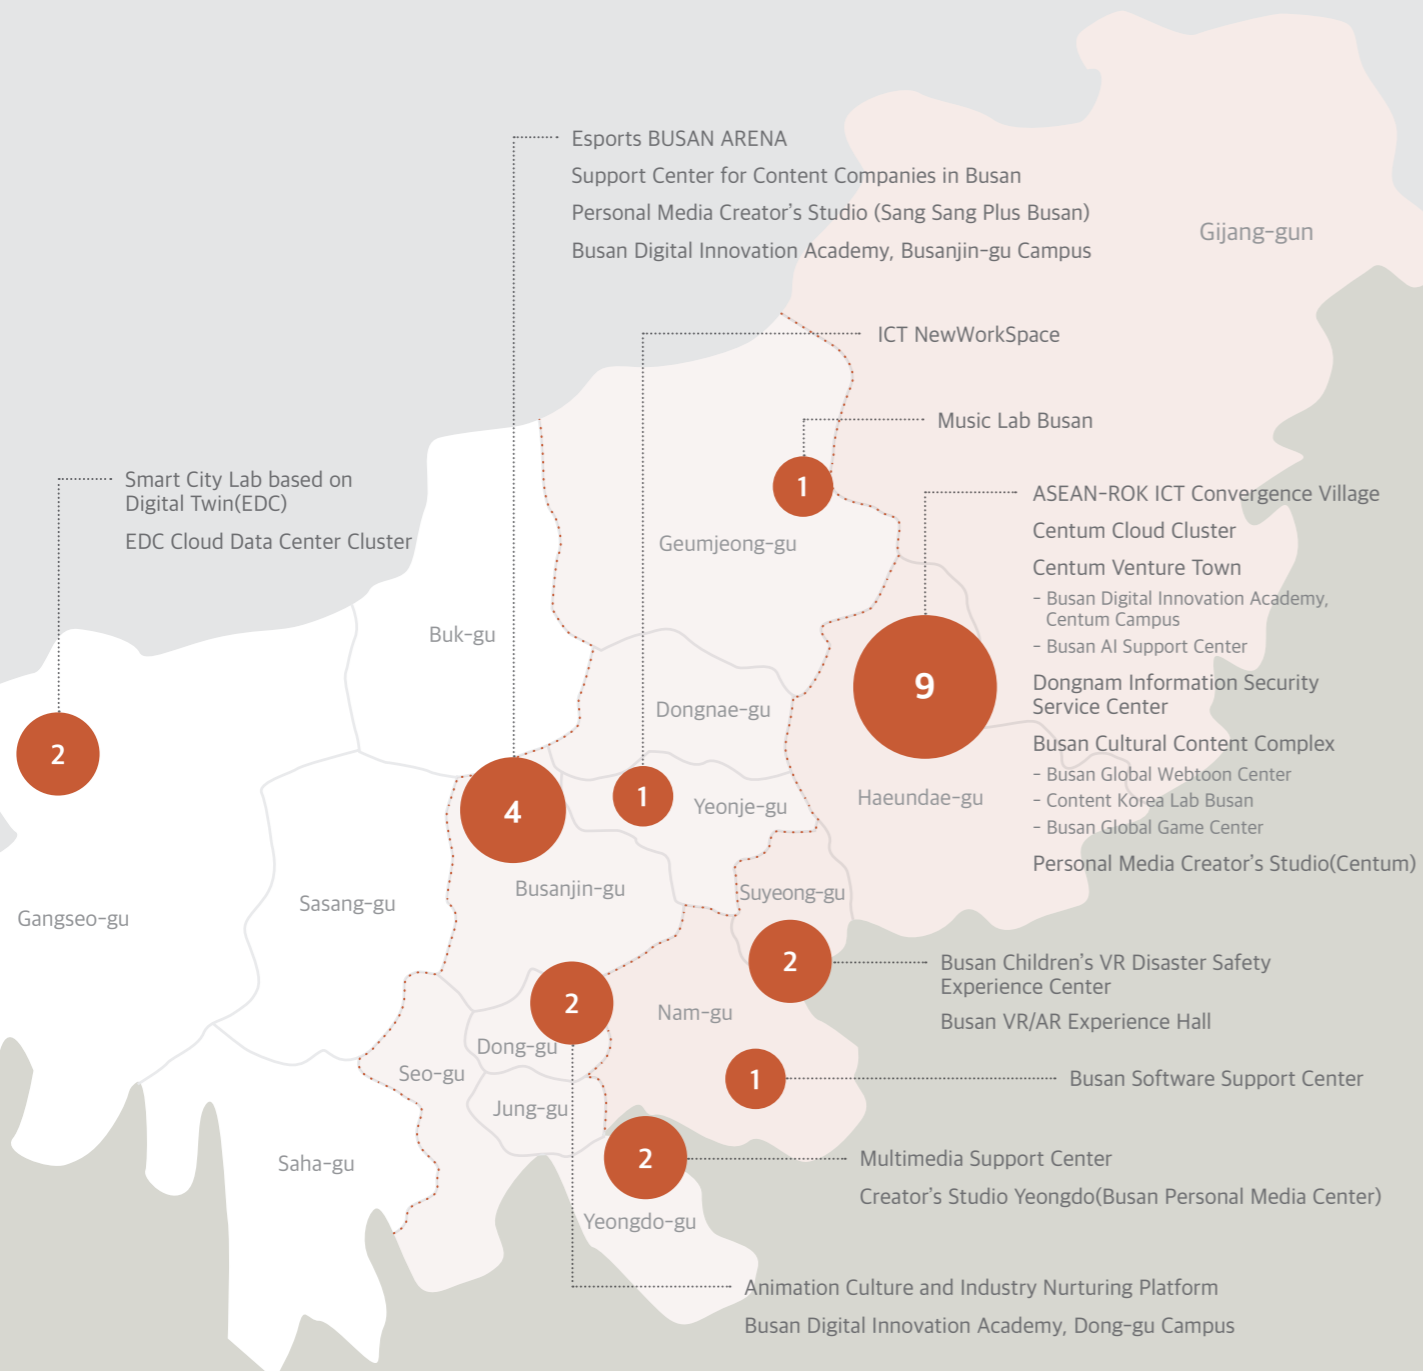 Esports BUSAN ARENA
Support Center for Content Companies in Busan
Personal Media Creator’s Studio (Sang Sang Plus Busan)
Busan Digital Innovation Academy, Busanjin-gu Campus
Gijang-gun
ICT NewWorkSpace
Music Lab Busan
Smart City Lab based on
Digital Twin(EDC)
EDC Cloud Data Center Cluster
1
Geumjeong-gu
ASEAN-ROK ICT Convergence Village
Centum Cloud Cluster
Centum Venture Town
- Busan Digital Innovation Academy,
Centum Campus
- Busan AI Support Center
Dongnam Information Security
Service Center
Busan Cultural Content Complex
- Busan Global Webtoon Center
- Content Korea Lab Busan
- Busan Global Game Center
Personal Media Creator’s Studio(Centum)
Buk-gu
9
Dongnae-gu
2
4
1
Yeonje-gu
Haeundae-gu
Busanjin-gu
Suyeong-gu
Sasang-gu
Gangseo-gu
2
Busan Children’s VR Disaster Safety
Experience Center
Busan VR/AR Experience Hall
2
Nam-gu
Dong-gu
Seo-gu
1
Busan Software Support Center
Jung-gu
Saha-gu
2
Multimedia Support Center
Creator’s Studio Yeongdo(Busan Personal Media Center)
Yeongdo-gu
Animation Culture and Industry Nurturing Platform
Busan Digital Innovation Academy, Dong-gu Campus